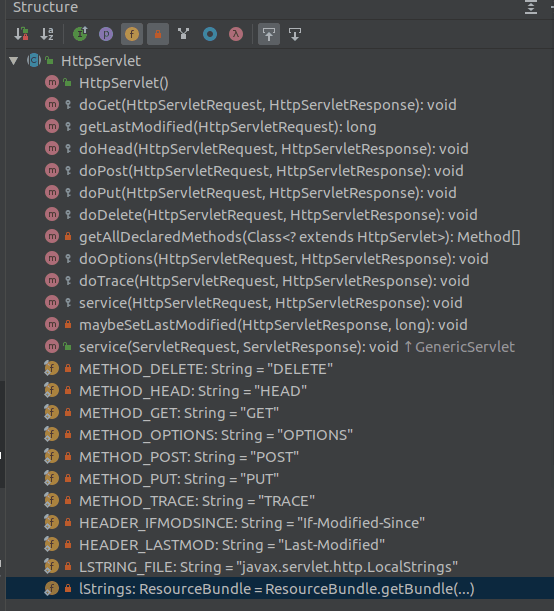 Structure
HttpServlet
HttpServlet()
doGet(HttpServletRequest, HttpServletResponse): void
getLastModified(HttpServletRequest): long
doHead(HttpServletRequest, HttpServletResponse): void
doPost(HttpServletRequest, HttpServletResponse): void
doPut(HttpServletRequest, HttpServletResponse): void
doDelete(HttpServletRequest, HttpServletResponse): void
getAllDeclaredMethods(Class<? extends HttpServlet>): Method[]
doOptions(HttpServletRequest, HttpServletResponse): void
doTrace(HttpServletRequest, HttpServletResponse): void
service(HttpServletRequest, HttpServletResponse): void
maybeSetLastModified(HttpServletResponse, long): void
service(ServletRequest, ServletResponse): void ↑GenericServlet
METHOD_DELETE: String = "DELETE"
METHOD_HEAD: String = "HEAD"
METHOD_GET: String = "GET"
METHOD_OPTIONS: String = "OPTIONS"
METHOD_POST: String = "POST"
METHOD_PUT: String = "PUT"
METHOD_TRACE: String = "TRACE"
HEADER_IFMODSINCE: String = "If-Modified-Since"
HEADER_LASTMOD: String = "Last-Modified"
LSTRING_FILE: String = "javax.servlet.http.LocalStrings"
lStrings: ResourceBundle = ResourceBundle.getBundle(...)